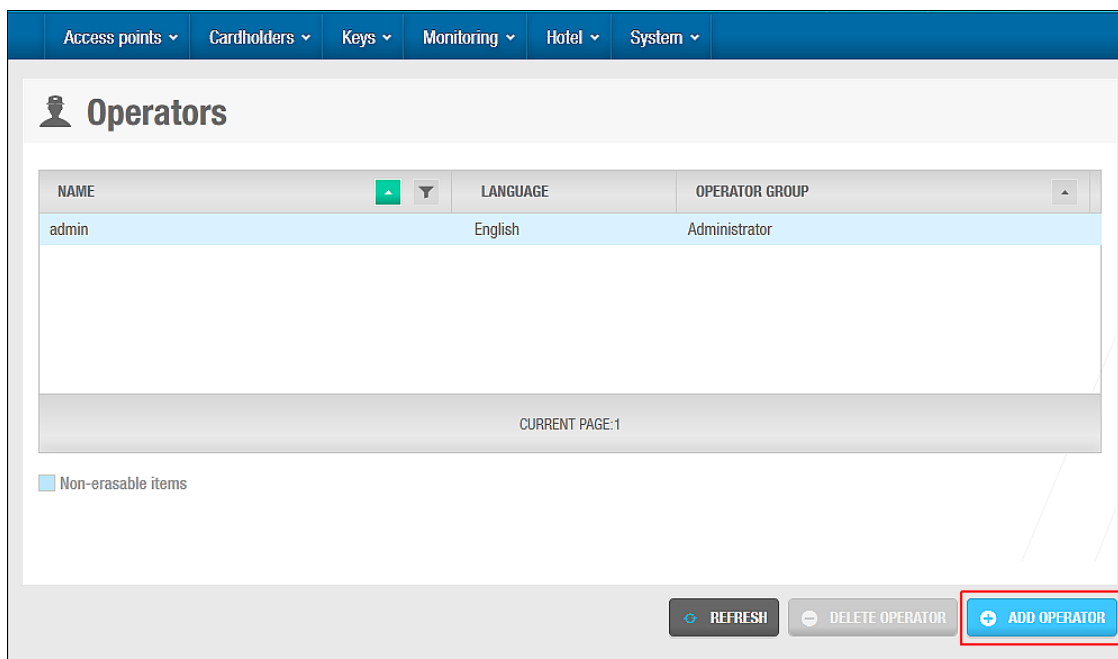 Access points Cardholders Keys Monitoring Hotel System
Operators
NAME LANGUAGE OPERATOR GROUP
admin English Administrator
CURRENT PAGE:1
Non-erasable items
REFRESH DELETE OPERATOR ADD OPERATOR